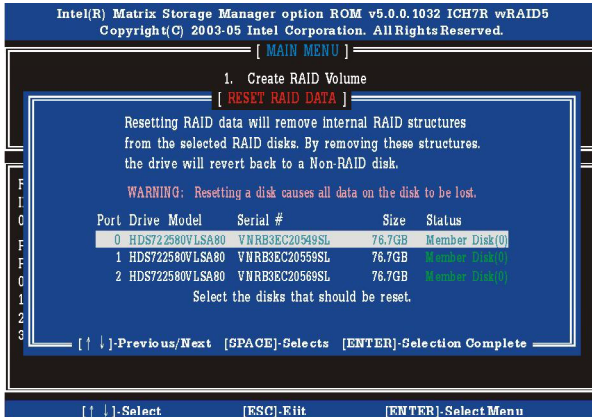 Intel(R) Matrix Storage Manager option ROM v5.0.0.1032 ICH7R wRAID5
Copyright(C) 2003-05 Intel Corporation. All Rights Reserved.
[ MAIN MENU ]
1. Create RAID Volume
[ RESET RAID DATA ]
Resetting RAID data will remove internal RAID structures
from the selected RAID disks. By removing these structures.
the drive will revert back to a Non-RAID disk.
WARNING: Resetting a disk causes all data on the disk to be lost.
Port Drive Model Serial # Size Status
0 HDS722580VLSA80 VNRB3EC20549SL 76.7GB Member Disk(0)
1 HDS722580VLSA80 VNRB3EC20559SL 76.7GB Member Disk(0)
2 HDS722580VLSA80 VNRB3EC20569SL 76.7GB Member Disk(0)
Select the disks that should be reset.
[↑ ↓]-Previous/Next [SPACE]-Selects [ENTER]-Selection Complete
[↑ ↓]-Select [ESC]-Eiit [ENTER]-Select Menu